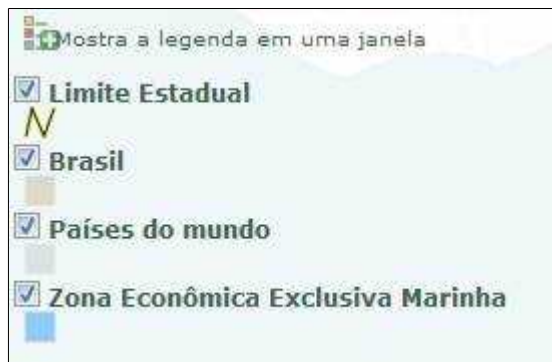 Mostra a legenda em uma janela
Limite Estadual
Brasil
Países do mundo
Zona Econômica Exclusiva Marinha